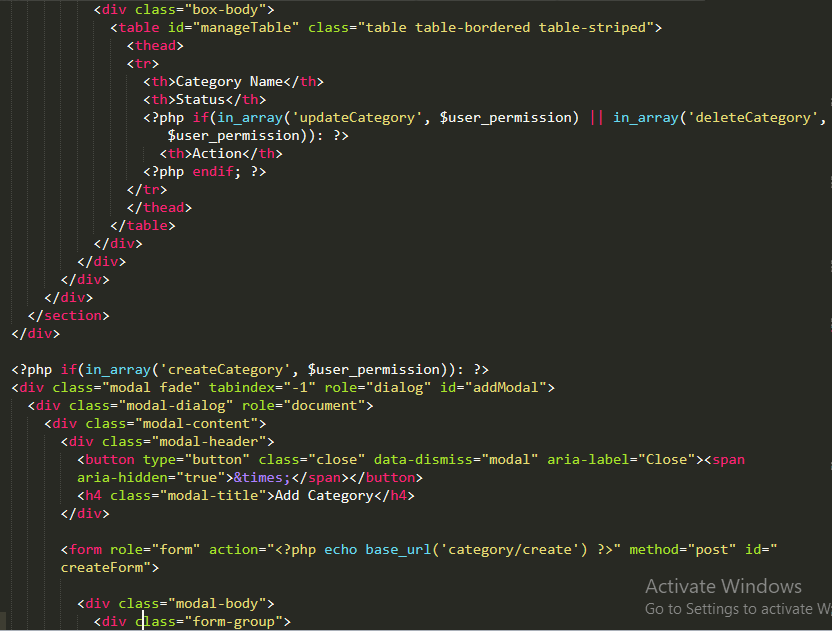 <div class="box-body">
<table id="manageTable" class="table table-bordered table-striped">
<thead>
<tr>
<th>Category Name</th>
<th>Status</th>
<?php if(in_array('updateCategory', $user_permission) || in_array('deleteCategory',
$user_permission)): ?>
<th>Action</th>
<?php endif; ?>
</tr>
</thead>
</table>
</div>
</div>
</div>
</div>
</section>
</div>
<?php if(in_array('createCategory', $user_permission)): ?>
<div class="modal fade" tabindex="-1" role="dialog" id="addModal">
<div class="modal-dialog" role="document">
<div class="modal-content">
<div class="modal-header">
<button type="button" class="close" data-dismiss="modal" aria-label="Close"><span
aria-hidden="true">&times;</span></button>
<h4 class="modal-title">Add Category</h4>
</div>
<form role="form" action="<?php echo base_url('category/create') ?>" method="post" id="
createForm">
<div class="modal-body">
<div class="form-group">
Activate Windows
Go to Settings to activate W